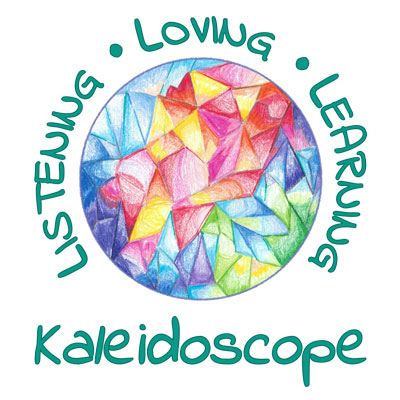 LISTENING • LOVING • LEARNING
Kaleidoscope